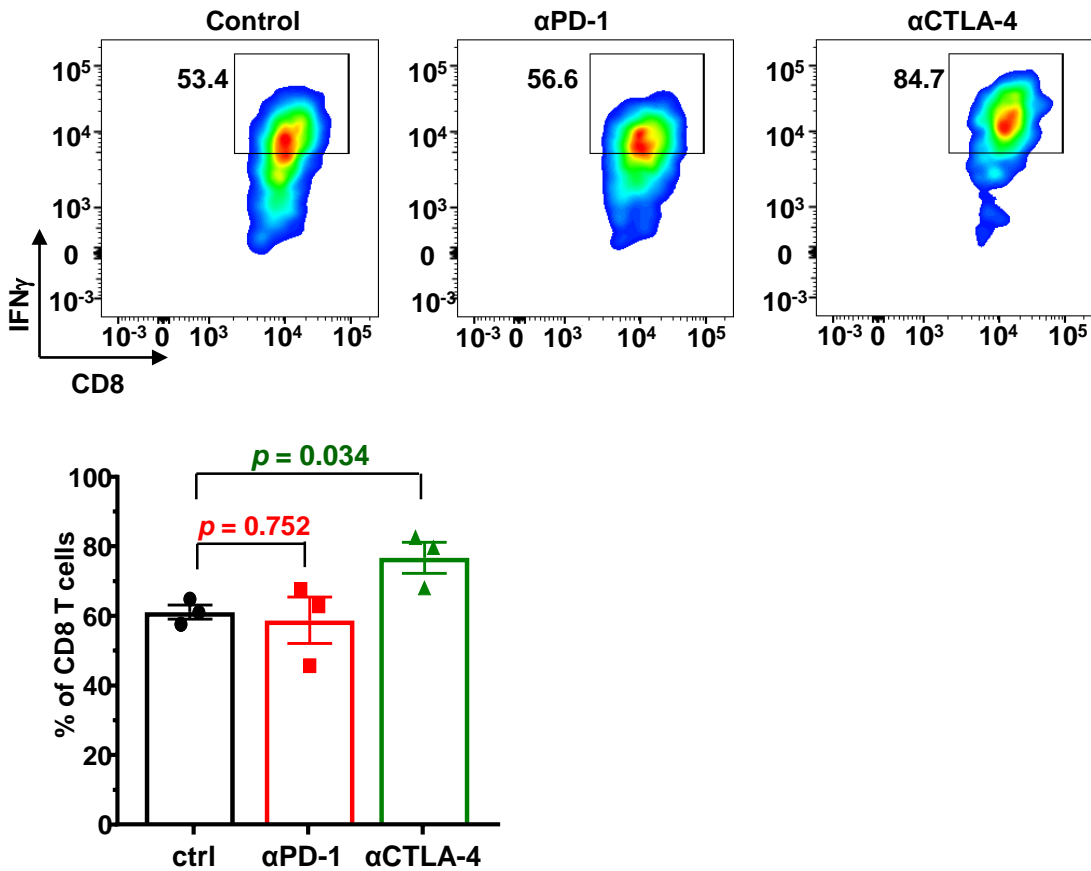 Control αPD-1 αCTLA-4
10⁵ 10⁵ 10⁵
53.4 56.6 84.7
10⁴ 10⁴ 10⁴
10³ 10³ 10³
0 0 0
10⁻³ 10⁻³ 10⁻³
10⁻³ 0 10³ 10⁴ 10⁵ 10⁻³ 0 10³ 10⁴ 10⁵ 10⁻³ 0 10³ 10⁴ 10⁵
IFNγ
CD8
p = 0.034
100
p = 0.752
80
60
40
20
0
% of CD8 T cells
ctrl αPD-1 αCTLA-4